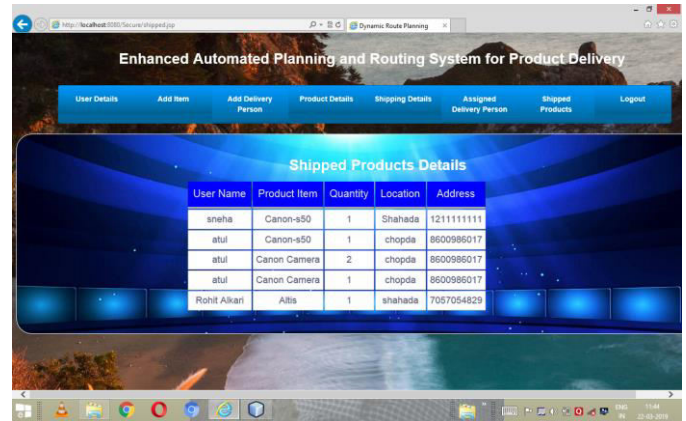 http://localhost:8080/Secure/shipped.jsp
Dynamic Route Planning
Enhanced Automated Planning and Routing System for Product Delivery
User Details Add Item Add Delivery Person Product Details Shipping Details Assigned Delivery Person Shipped Products Logout
Shipped Products Details
User Name Product Item Quantity Location Address
sneha Canon-s50 1 Shahada 1211111111
atul Canon-s50 1 chopda 8600986017
atul Canon Camera 2 chopda 8600986017
atul Canon Camera 1 chopda 8600986017
Rohit Alkari Altis 1 shahada 7057054829
ENG 11:44
IN 22-03-2019